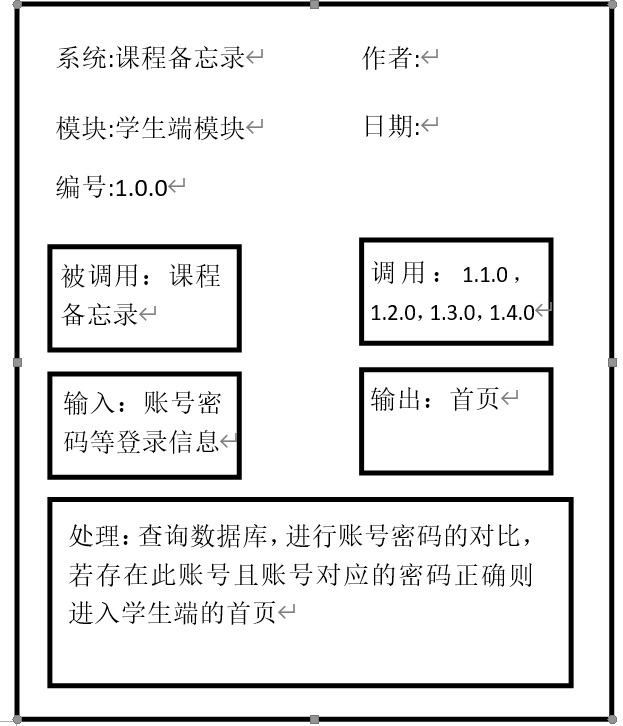 系统:课程备忘录
作者:
模块:学生端模块
日期:
编号:1.0.0
被调用：课程
备忘录
调用：1.1.0，
1.2.0，1.3.0，1.4.0
输入：账号密
码等登录信息
输出：首页
处理：查询数据库，进行账号密码的对比，
若存在此账号且账号对应的密码正确则
进入学生端的首页